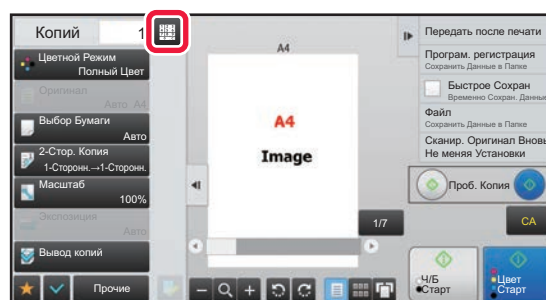 Копий
1
Цветной Режим
Полный Цвет
Оригинал
Авто A4
Выбор Бумаги
Авто
2-Стор. Копия
1-Сторонн.→1-Сторонн.
Масштаб
100%
Экспозиция
Авто
Вывод копий
Прочие
A4
A4
Image
1/7
Передать после печати
Програм. регистрация
Сохранить Данные в Папке
Быстрое Сохран
Временно Сохран. Данные
Файл
Сохранить Данные в Папке
Сканир. Оригинал Вновь
Не меняя Установки
Проб. Копия
CA
Ч/Б
Старт
Цвет
Старт